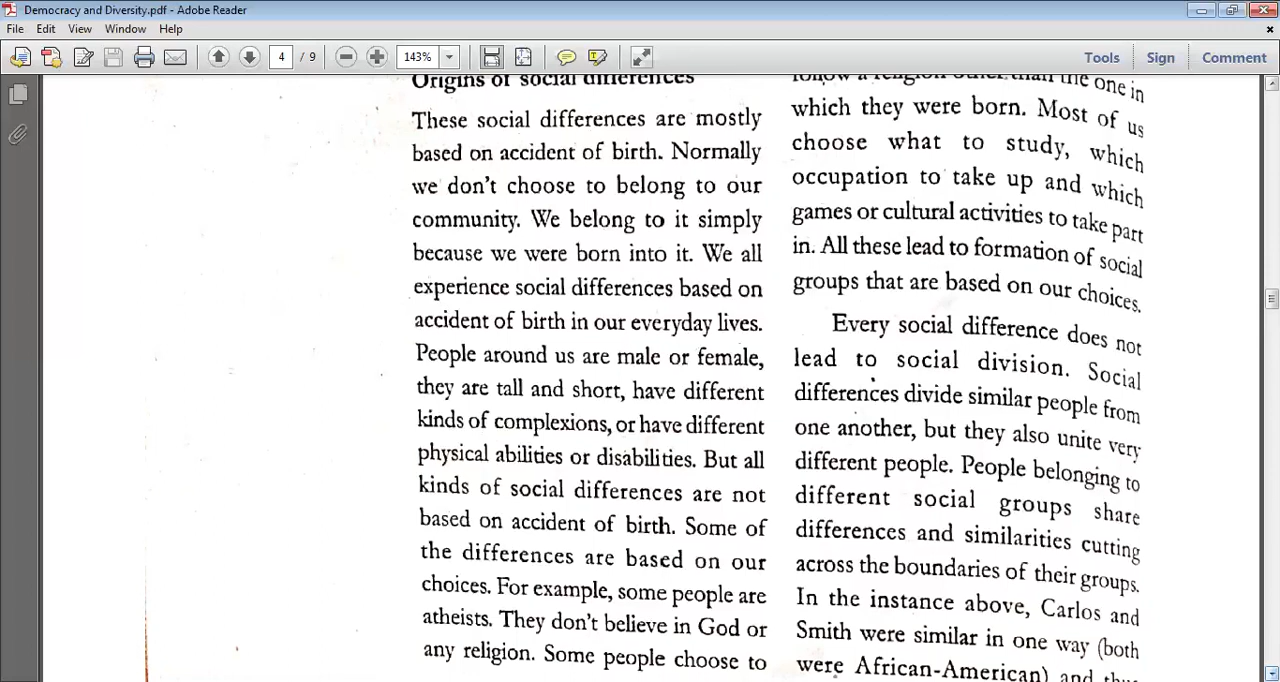 Democracy and Diversity.pdf - Adobe Reader
File Edit View Window Help
4 / 9 143% Tools Sign Comment
Origins of social differences
These social differences are mostly
based on accident of birth. Normally
we don't choose to belong to our
community. We belong to it simply
because we were born into it. We all
experience social differences based on
accident of birth in our everyday lives.
People around us are male or female,
they are tall and short, have different
kinds of complexions, or have different
physical abilities or disabilities. But all
kinds of social differences are not
based on accident of birth. Some of
the differences are based on our
choices. For example, some people are
atheists. They don't believe in God or
any religion. Some people choose to
follow a religion other than the one in
which they were born. Most of us
choose what to study, which
occupation to take up and which
games or cultural activities to take part
in. All these lead to formation of social
groups that are based on our choices.
Every social difference does not
lead to social division. Social
differences divide similar people from
one another, but they also unite very
different people. People belonging to
different social groups share
differences and similarities cutting
across the boundaries of their groups.
In the instance above, Carlos and
Smith were similar in one way (both
were African-American) and thus